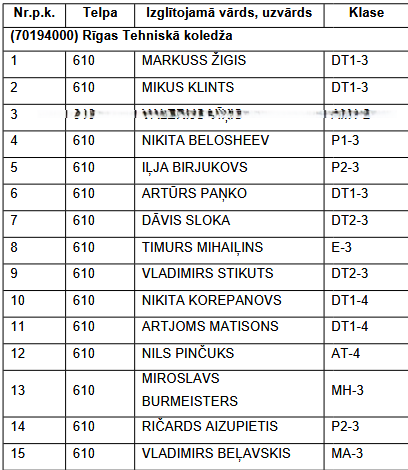 Nr.p.k. Telpa Izglītojamā vārds, uzvārds Klase
(70194000) Rīgas Tehniskā koledža
1 610 MARKUSS ŽIGIS DT1-3
2 610 MIKUS KLINTS DT1-3
3
4 610 NIKITA BELOSHEEV P1-3
5 610 IĻJA BIRJUKOVS P2-3
6 610 ARTŪRS PAŅKO DT1-3
7 610 DĀVIS SLOKA DT2-3
8 610 TIMURS MIHAIĻINS E-3
9 610 VLADIMIRS STIKUTS DT2-3
10 610 NIKITA KOREPANOVS DT1-4
11 610 ARTJOMS MATISONS DT1-4
12 610 NILS PINČUKS AT-4
13 610 MIROSLAVS
BURMEISTERS MH-3
14 610 RIČARDS AIZUPIETIS P2-3
15 610 VLADIMIRS BEĻAVSKIS MA-3